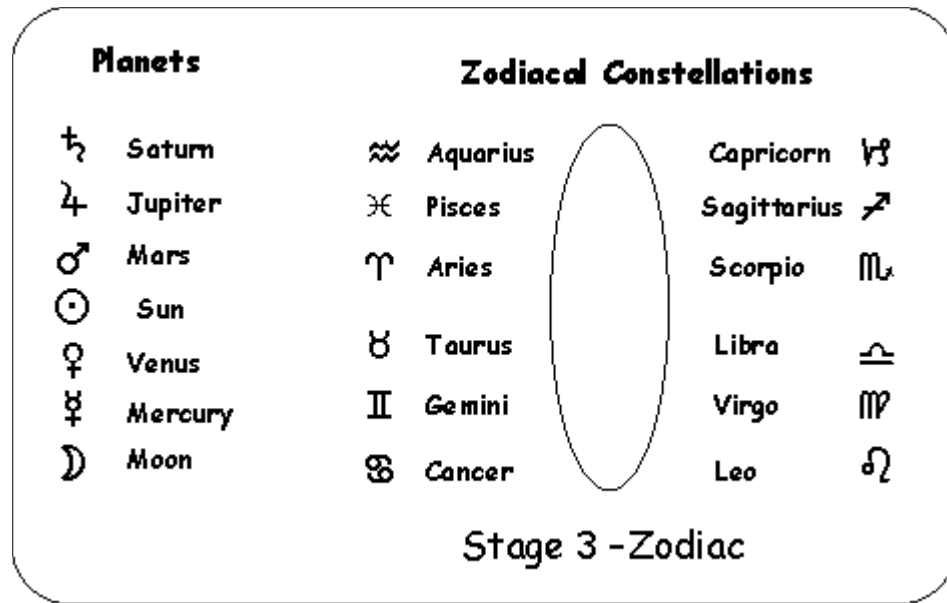 Planets
Zodiacal Constellations
♄ Saturn
♃ Jupiter
♂ Mars
☉ Sun
♀ Venus
☿ Mercury
☽ Moon
♒ Aquarius
♓ Pisces
♈ Aries
♉ Taurus
♊ Gemini
♋ Cancer
Capricorn ♑
Sagittarius ♐
Scorpio ♏
Libra ♎
Virgo ♍
Leo ♌
Stage 3 -Zodiac